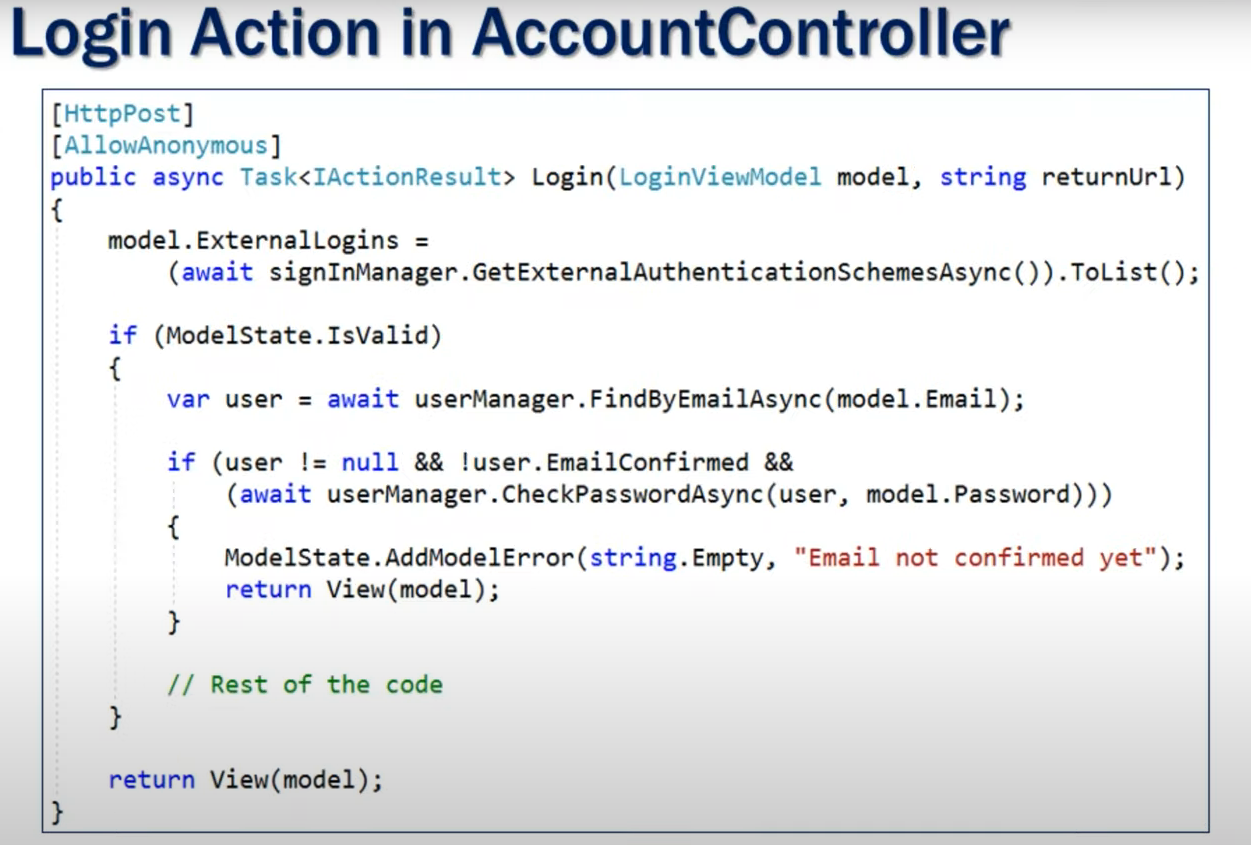 Login Action in AccountController
[HttpPost]
[AllowAnonymous]
public async Task<IActionResult> Login(LoginViewModel model, string returnUrl)
{
model.ExternalLogins =
(await signInManager.GetExternalAuthenticationSchemesAsync()).ToList();
if (ModelState.IsValid)
{
var user = await userManager.FindByEmailAsync(model.Email);
if (user != null && !user.EmailConfirmed &&
(await userManager.CheckPasswordAsync(user, model.Password)))
{
ModelState.AddModelError(string.Empty, "Email not confirmed yet");
return View(model);
}
// Rest of the code
}
return View(model);
}